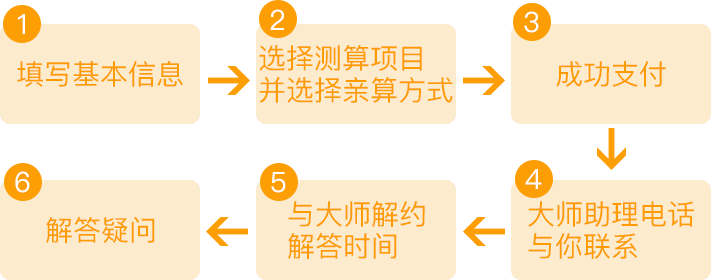 1
填写基本信息
2
选择测算项目
并选择亲算方式
3
成功支付
4
大师助理电话
与你联系
5
与大师解约
解答时间
6
解答疑问